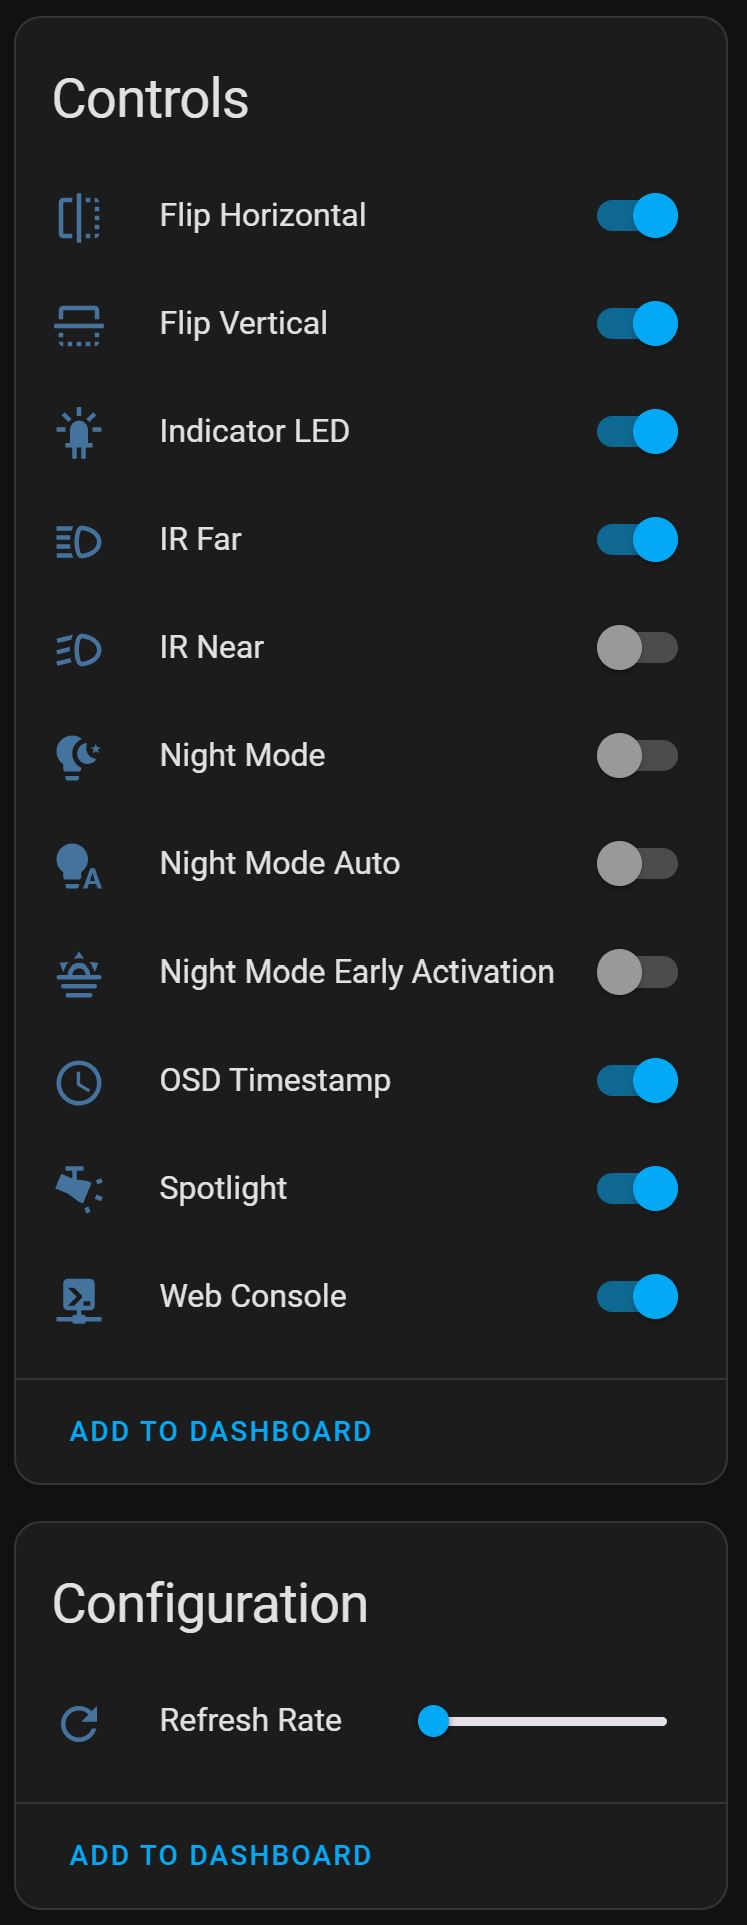 Controls
Flip Horizontal
Flip Vertical
Indicator LED
IR Far
IR Near
Night Mode
Night Mode Auto
Night Mode Early Activation
OSD Timestamp
Spotlight
Web Console
ADD TO DASHBOARD
Configuration
Refresh Rate
ADD TO DASHBOARD